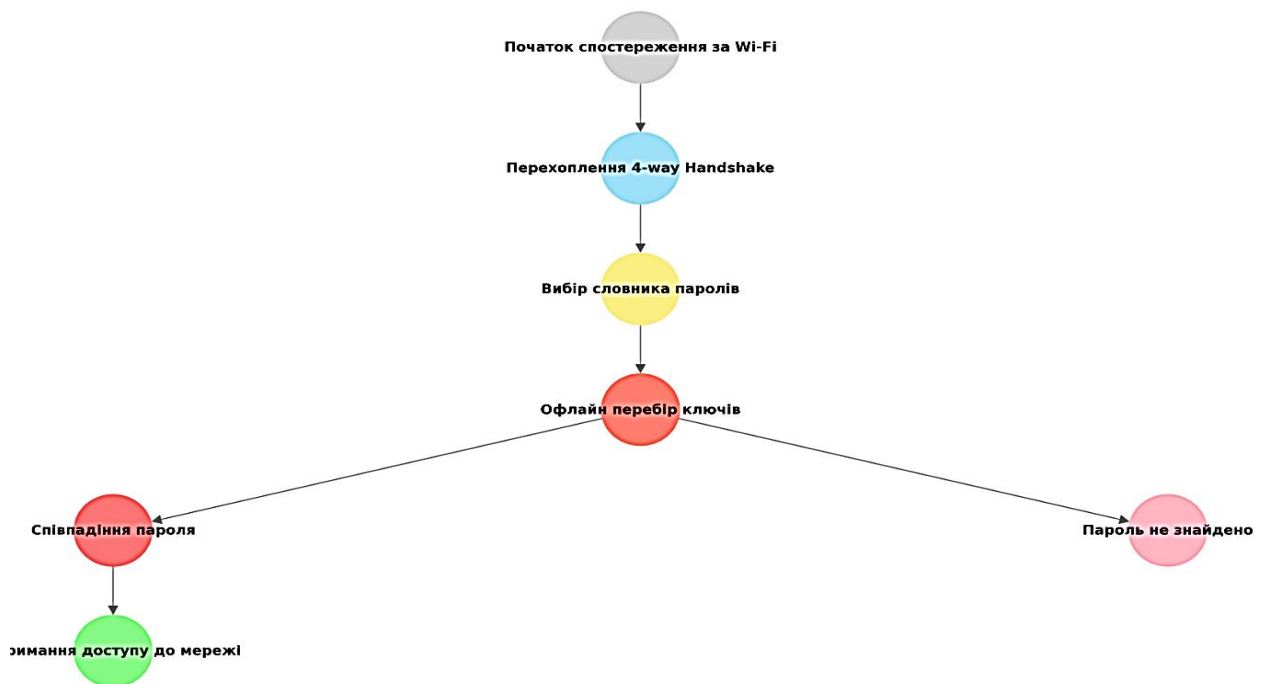 Початок спостереження за Wi-Fi
Перехоплення 4-way Handshake
Вибір словника паролів
Офлайн перебір ключів
Співпадіння пароля
Пароль не знайдено
доступу до мережі